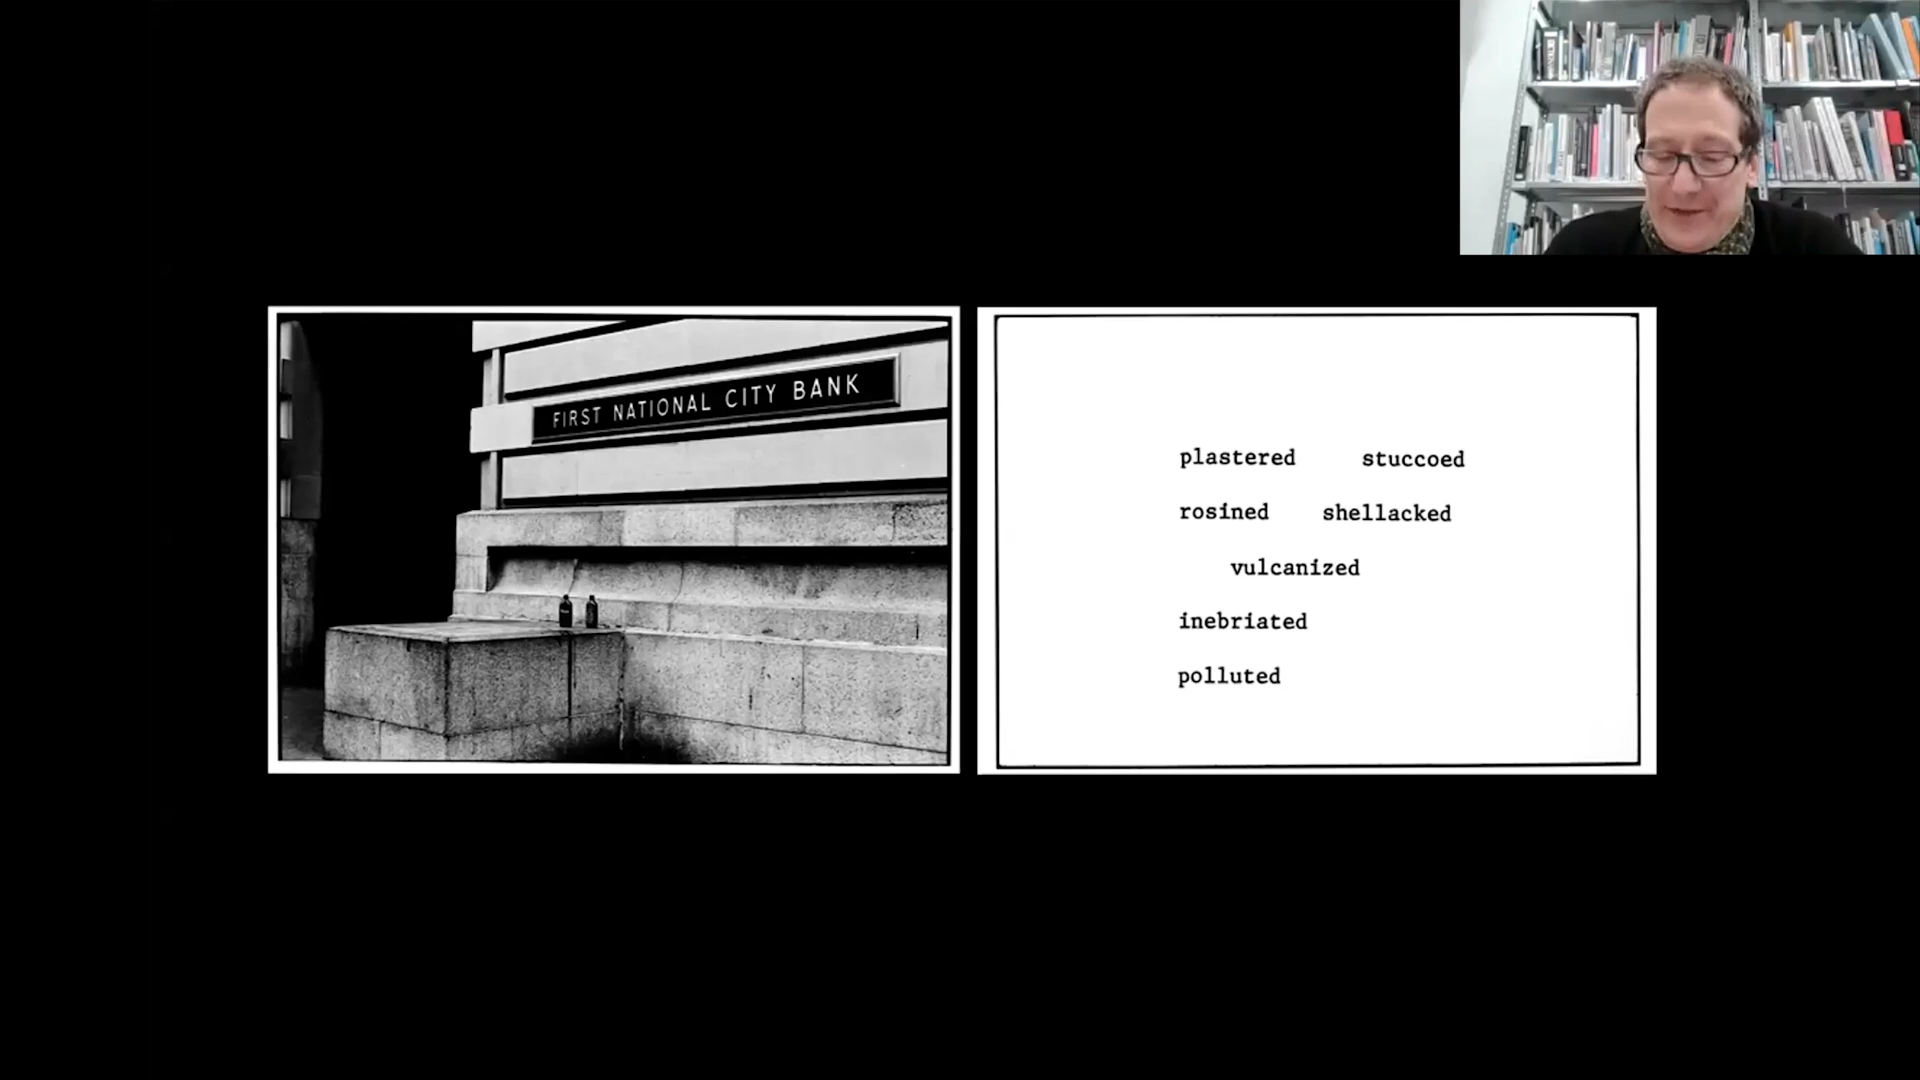 FIRST NATIONAL CITY BANK
plastered stuccoed
rosined shellacked
vulcanized
inebriated
polluted